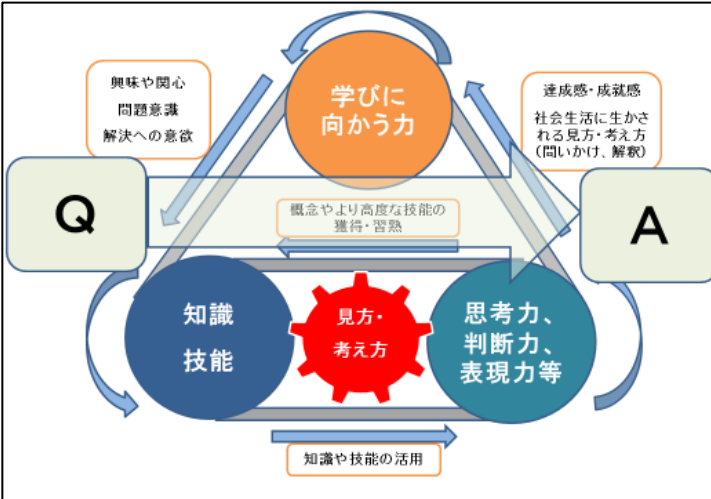 学びに
向かう力
興味や関心
問題意識
解決への意欲
達成感・成就感
社会生活に生かさ
れる見方・考え方
(問いかけ、解釈)
Q
概念やより高度な技能の
獲得・習熟
A
知識
技能
見方・
考え方
思考力、
判断力、
表現力等
知識や技能の活用